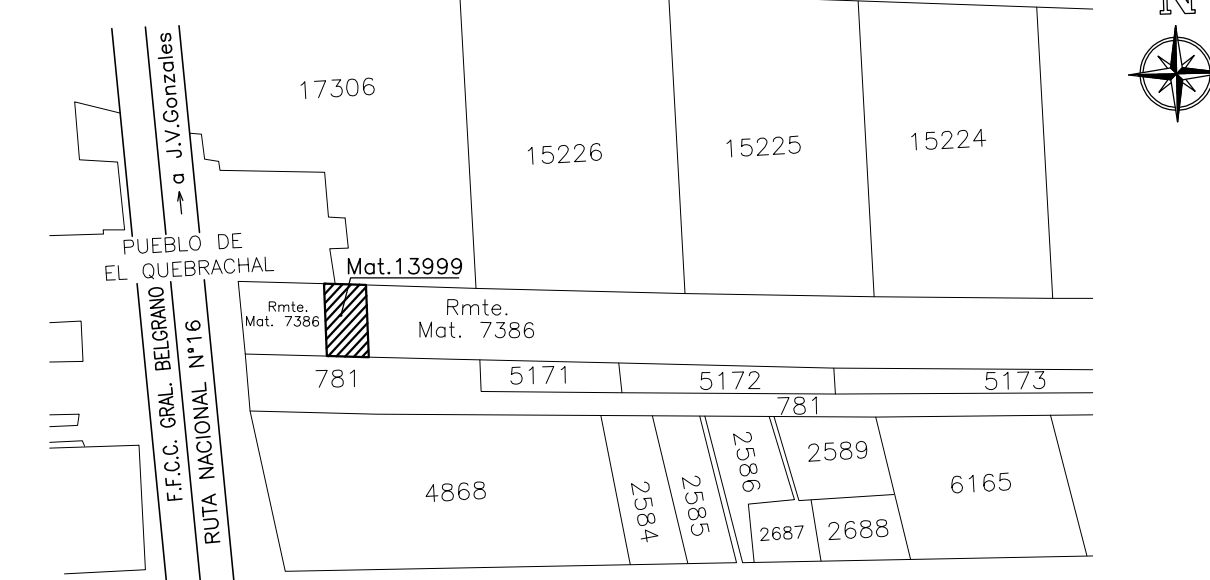 N
17306
15226
15225
15224
→ a J.V.Gonzales
PUEBLO DE
EL QUEBRACHAL
Mat.13999
Rmte.
Mat. 7386
Rmte.
Mat. 7386
F.F.C.C. GRAL. BELGRANO
RUTA NACIONAL N°16
781
5171
5172
5173
781
4868
2584
2585
2586
2589
2687
2688
6165